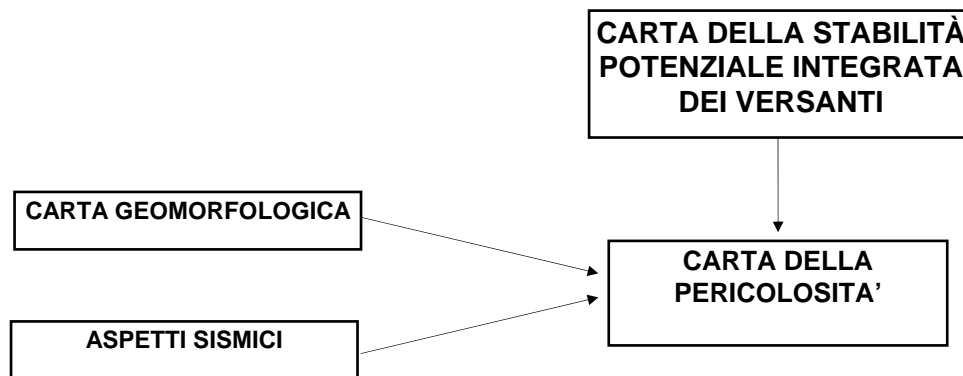 CARTA DELLA STABILITÀ
POTENZIALE INTEGRATA
DEI VERSANTI
CARTA GEOMORFOLOGICA
CARTA DELLA
PERICOLOSITA’
ASPETTI SISMICI